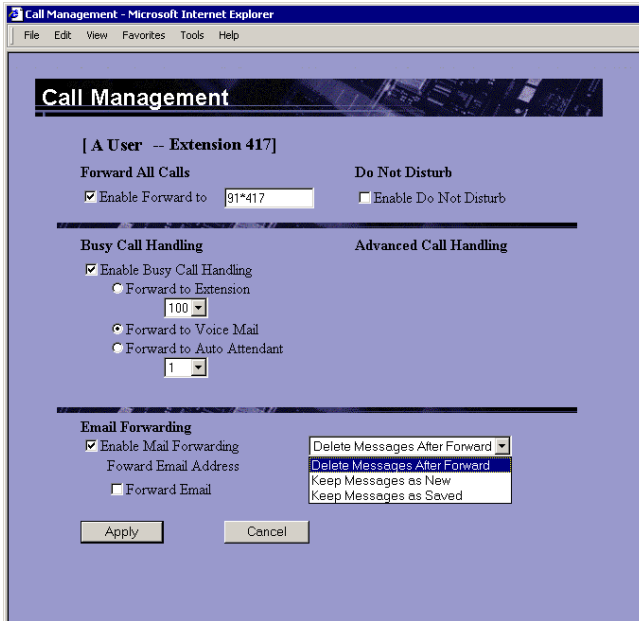 Call Management - Microsoft Internet Explorer
File Edit View Favorites Tools Help
Call Management
[ A User -- Extension 417]
Forward All Calls
Do Not Disturb
Enable Forward to 91*417
Enable Do Not Disturb
Busy Call Handling
Advanced Call Handling
Enable Busy Call Handling
Forward to Extension
100
Forward to Voice Mail
Forward to Auto Attendant
1
Email Forwarding
Enable Mail Forwarding
Delete Messages After Forward
Foward Email Address
Delete Messages After Forward
Keep Messages as New
Forward Email
Keep Messages as Saved
Apply
Cancel